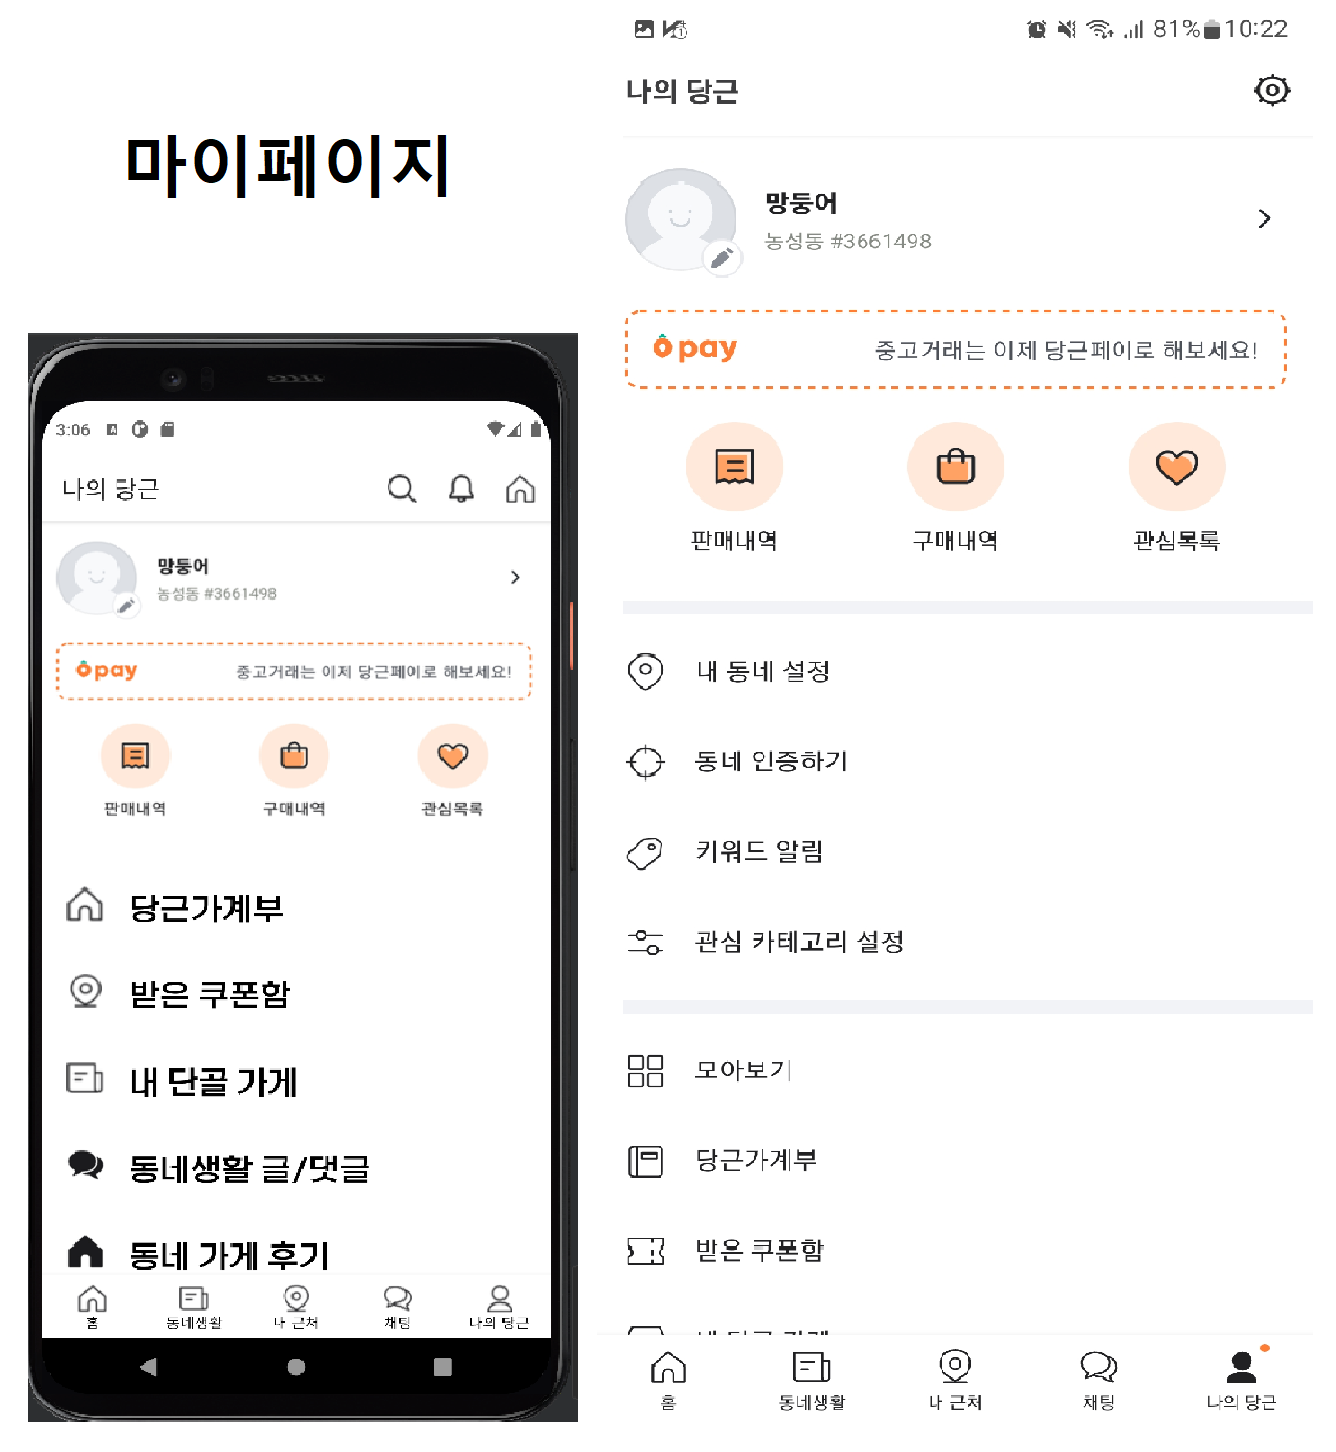 마이페이지
3:06
나의 당근
망둥어
농성동 #3661498
pay 중고거래는 이제 당근페이로 해보세요!
판매내역 구매내역 관심목록
당근가계부
받은 쿠폰함
내 단골 가게
동네생활 글/댓글
동네 가게 후기
홈 동네생활 내 근처 채팅 나의 당근
81% 10:22
나의 당근
망둥어
농성동 #3661498
pay 중고거래는 이제 당근페이로 해보세요!
판매내역 구매내역 관심목록
내 동네 설정
동네 인증하기
키워드 알림
관심 카테고리 설정
모아보기
당근가계부
받은 쿠폰함
홈 동네생활 내 근처 채팅 나의 당근